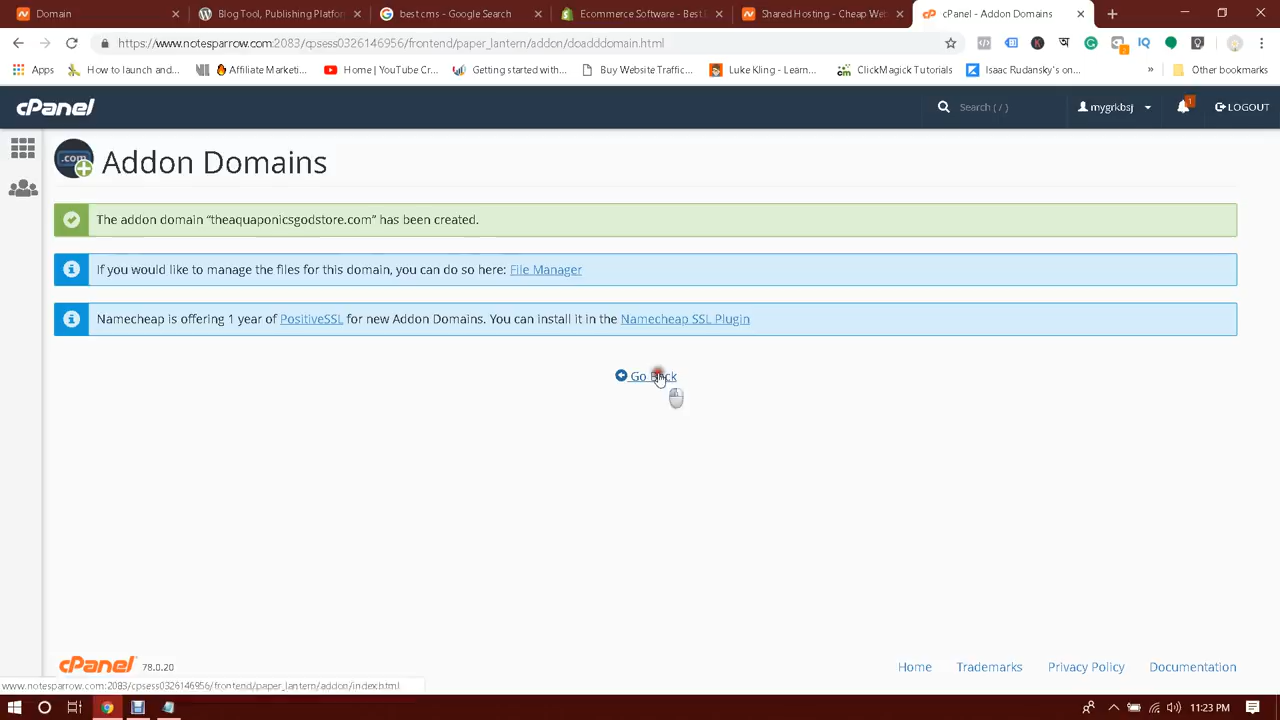 Domain
Blog Tool, Publishing Platfor
best cms - Google Search
Ecommerce Software - Best
Shared Hosting - Cheap We
cPanel - Addon Domains
https://www.notesparrow.com:2083/cpsess0326146956/frontend/paper_lantern/addon/doadddomain.html
Apps
How to launch and...
Affiliate Marketi...
Home | YouTube Cr...
Getting started with...
Buy Website Traffic...
Luke Kling - Learn...
ClickMagick Tutorials
Isaac Rudansky's on...
»
Other bookmarks
cPanel
Search ( / )
mygrkbsj
1
LOGOUT
.com
Addon Domains
The addon domain “theaquaponicsgodstore.com” has been created.
If you would like to manage the files for this domain, you can do so here: File Manager
Namecheap is offering 1 year of PositiveSSL for new Addon Domains. You can install it in the Namecheap SSL Plugin
Go Back
cPanel 78.0.20
Home
Trademarks
Privacy Policy
Documentation
www.notesparrow.com:2083/cpsess0326146956/frontend/paper_lantern/addon/index.html
11:23 PM